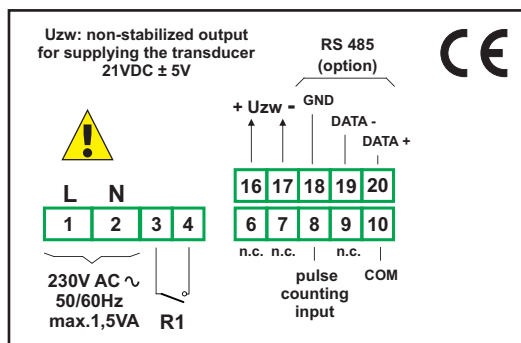 Uzw: non-stabilized output
for supplying the transducer
21VDC ± 5V
RS 485
(option)
CE
+ Uzw -
GND
DATA -
DATA +
!
L N
16 17 18 19 20
1 2 3 4
6 7 8 9 10
n.c. n.c. n.c.
230V AC ∿
50/60Hz
max.1,5VA
R1
pulse
counting
input
COM